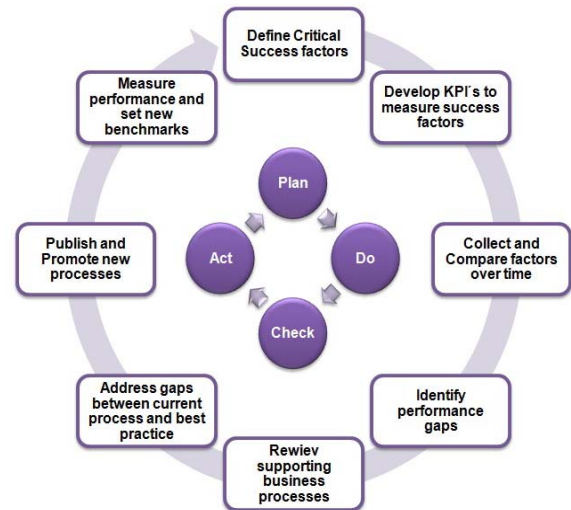 Define Critical
Success factors
Develop KPI´s to
measure success
factors
Collect and
Compare factors
over time
Identify
performance
gaps
Rewiev
supporting
business
processes
Address gaps
between current
process and best
practice
Publish and
Promote new
processes
Measure
performance and
set new
benchmarks
Plan
Do
Check
Act